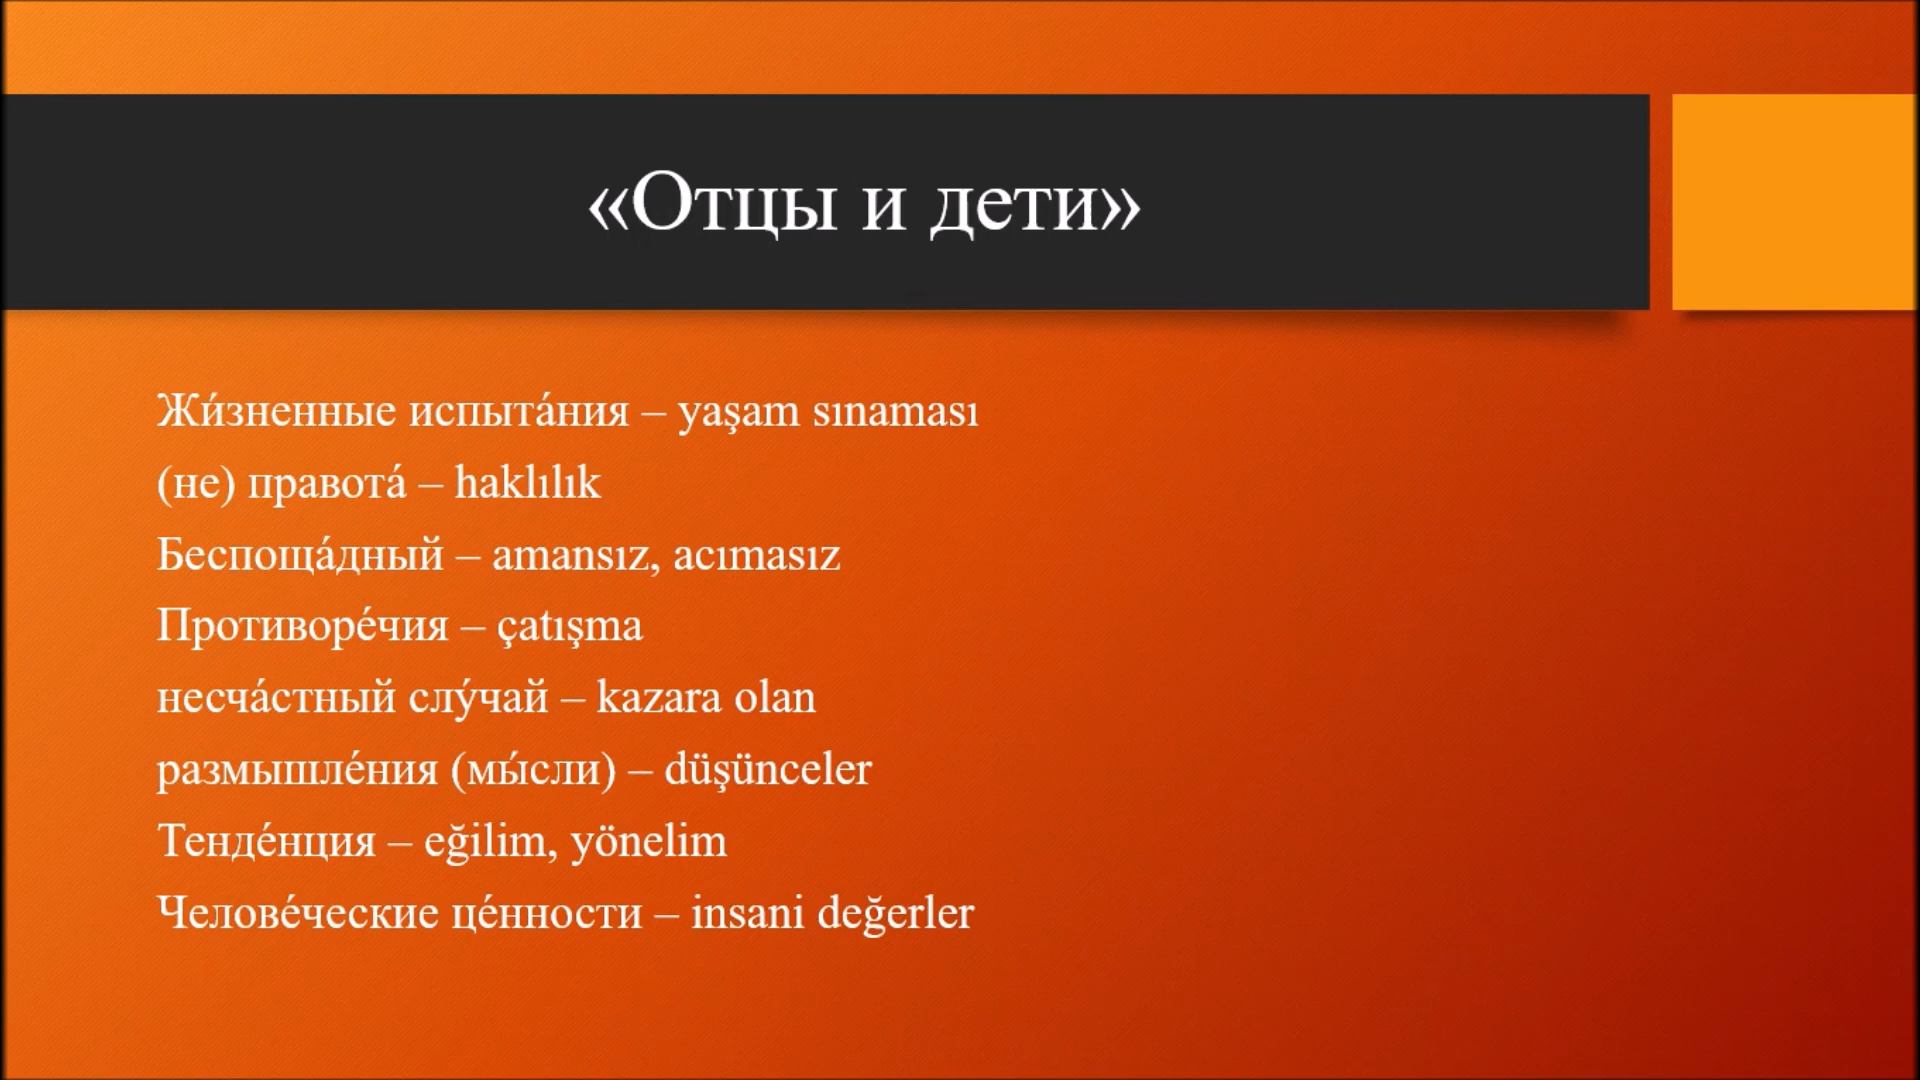 «Отцы и дети»
Жи́зненные испыта́ния – yaşam sınaması
(не) правота́ – haklılık
Беспоща́дный – amansız, acımasız
Противоре́чия – çatışma
несча́стный слу́чай – kazara olan
размышле́ния (мы́сли) – düşünceler
Тенде́нция – eğilim, yönelim
Челове́ческие це́нности – insani değerler